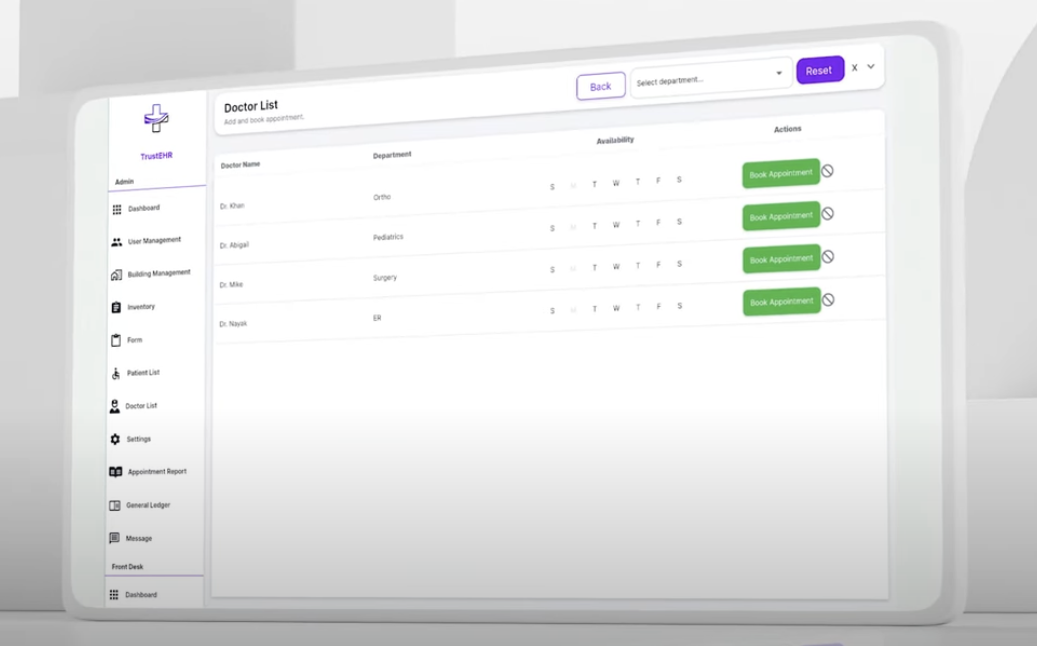 TrustEHR
Admin
Dashboard
User Management
Building Management
Inventory
Form
Patient List
Doctor List
Settings
Appointment Report
General Ledger
Message
Front Desk
Dashboard
Doctor List
Add and book appointment.
Back
Select department...
Reset
X
Doctor Name Department Availability Actions
Dr. Khan Ortho S M T W T F S Book Appointment
Dr. Abigail Pediatrics S M T W T F S Book Appointment
Dr. Mike Surgery S M T W T F S Book Appointment
Dr. Nayak ER S M T W T F S Book Appointment